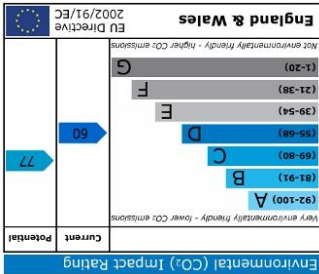 Environmental (CO₂) Impact Rating
Current Potential
Very environmentally friendly - lower CO₂ emissions
(92-100) A
(81-91) B
(69-80) C
(55-68) D
(39-54) E
(21-38) F
(1-20) G
60
77
Not environmentally friendly - higher CO₂ emissions
England & Wales
EU Directive
2002/91/EC